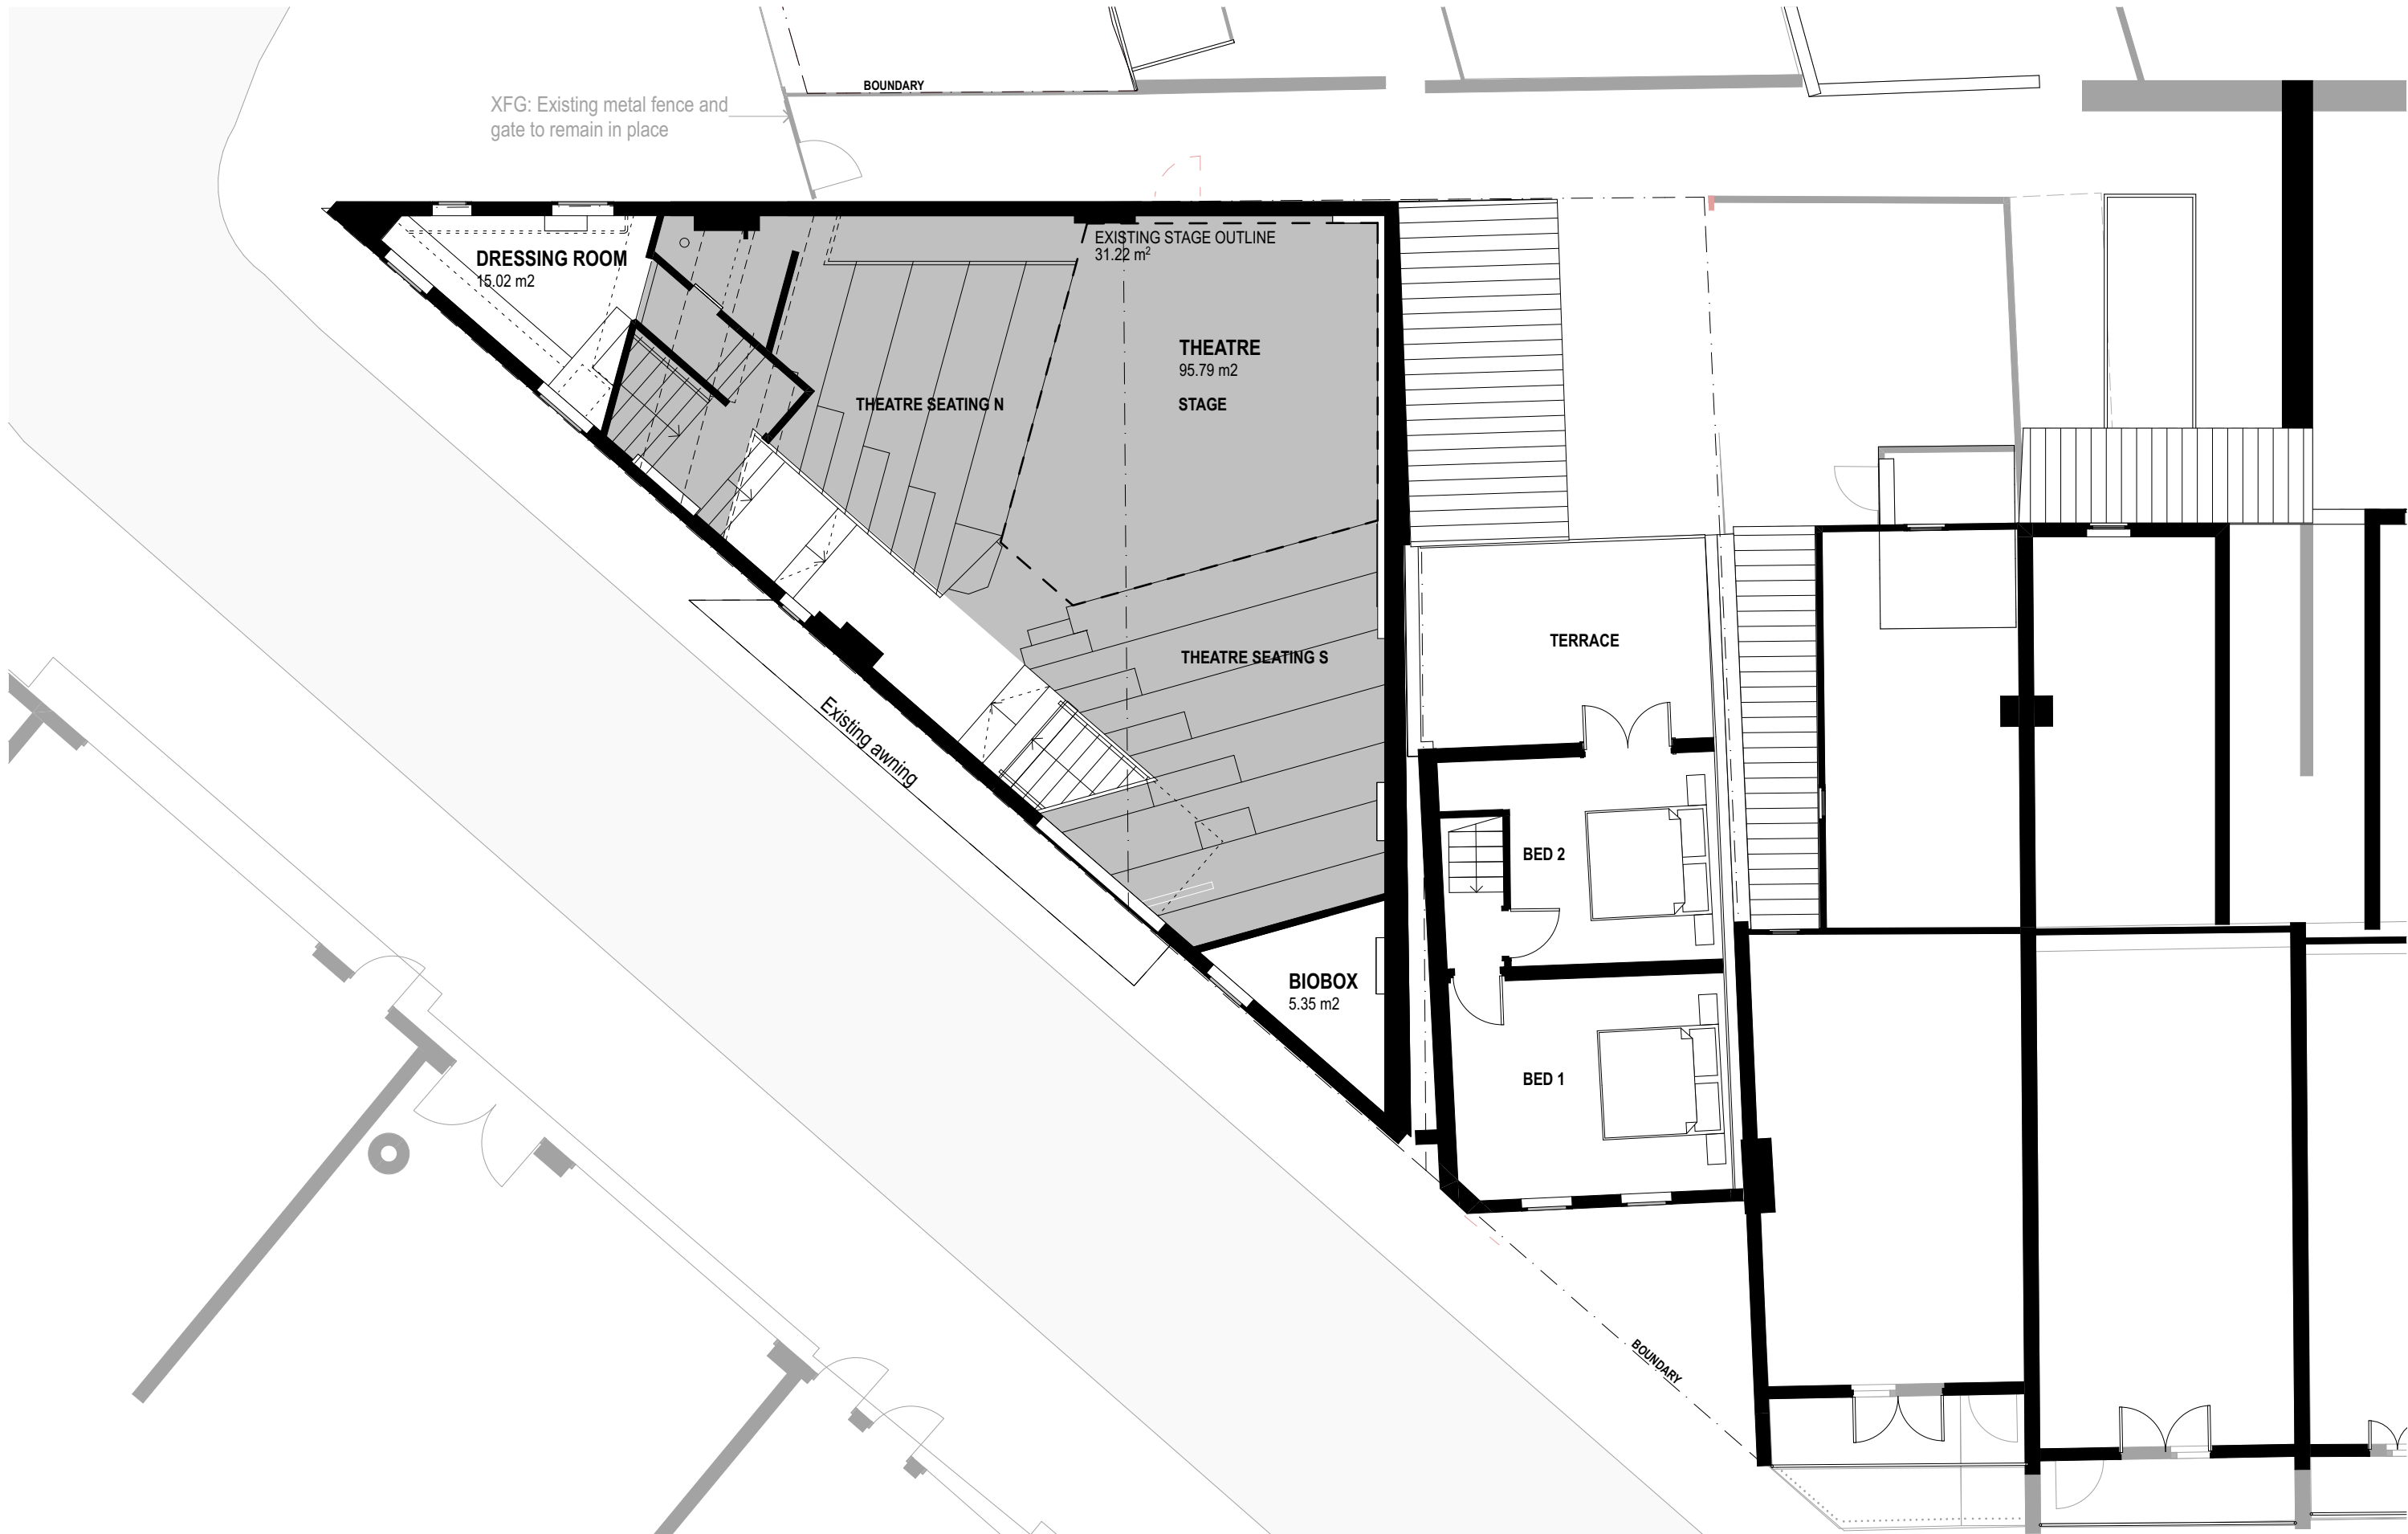 BOUNDARY
XFG: Existing metal fence and
gate to remain in place
DRESSING ROOM
15.02 m2
EXISTING STAGE OUTLINE
31.22 m²
THEATRE
95.79 m2
THEATRE SEATING N
STAGE
TERRACE
THEATRE SEATING S
Existing awning
BED 2
BIOBOX
5.35 m2
BED 1
BOUNDARY